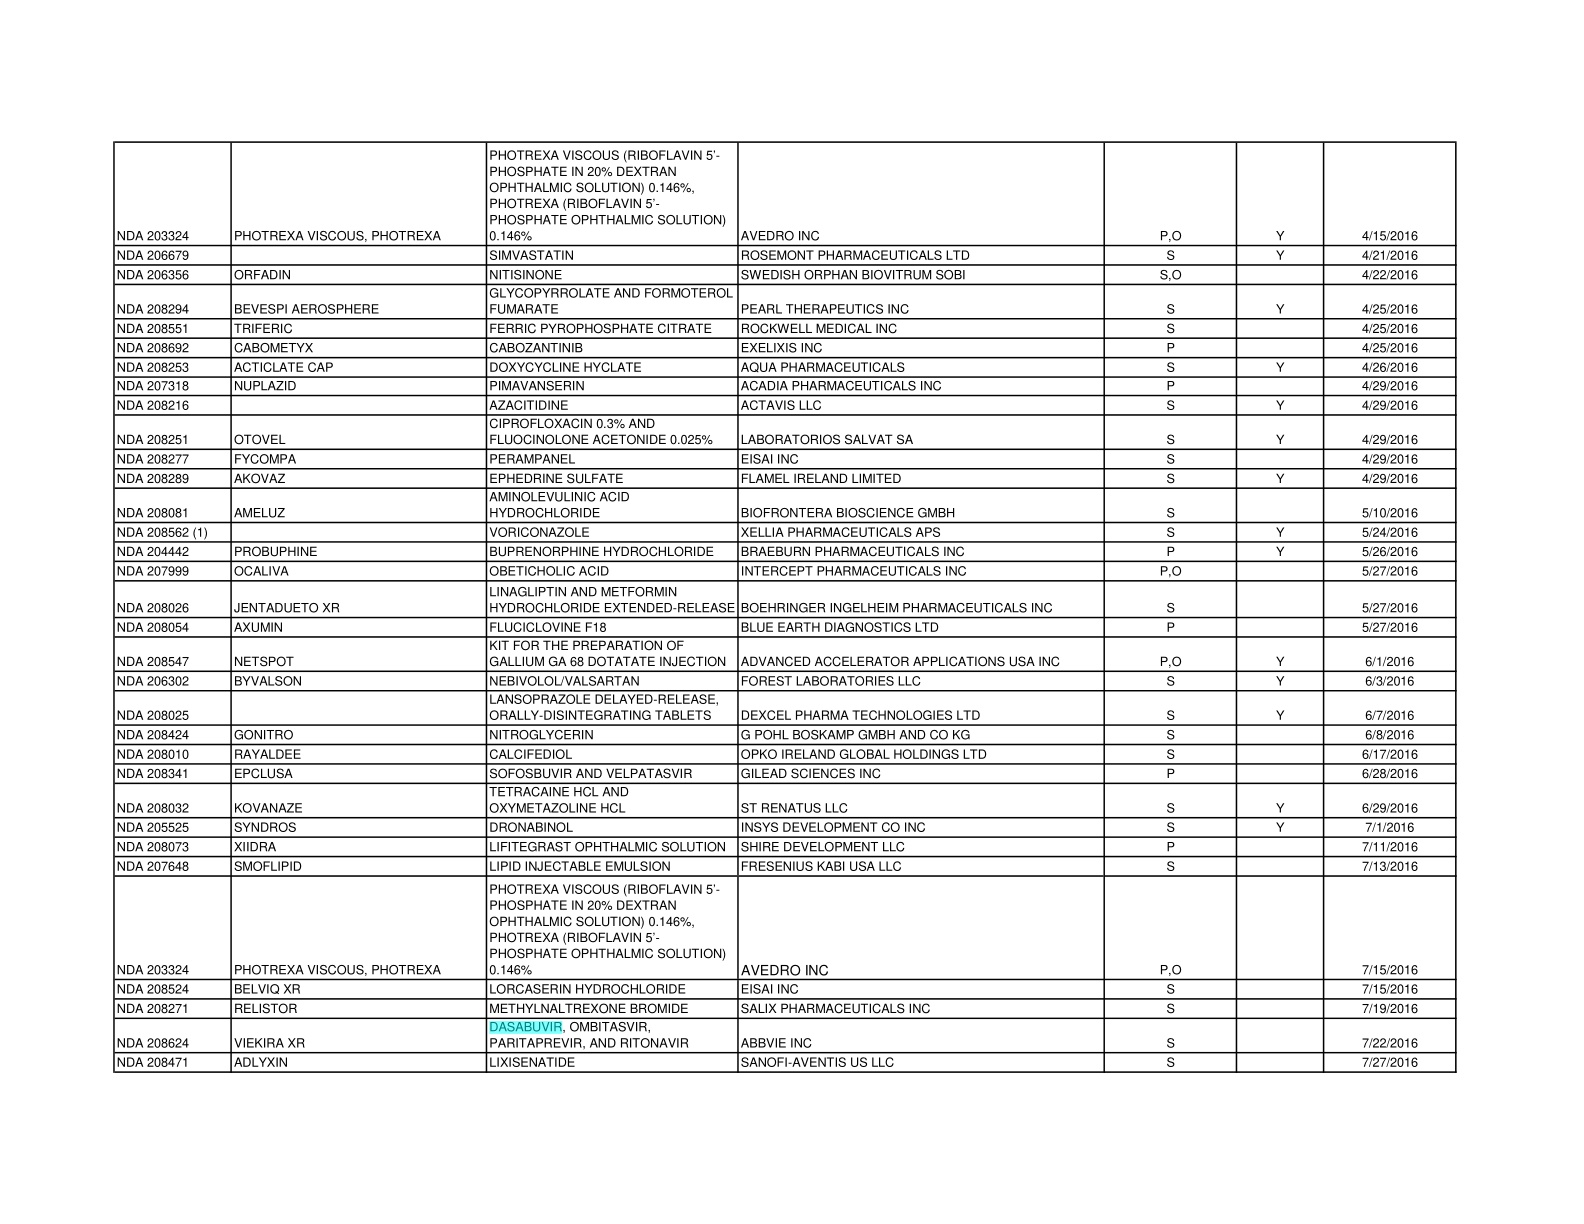 PHOTREXA VISCOUS (RIBOFLAVIN 5'-
PHOSPHATE IN 20% DEXTRAN
OPHTHALMIC SOLUTION) 0.146%,
PHOTREXA (RIBOFLAVIN 5'-
PHOSPHATE OPHTHALMIC SOLUTION)
NDA 203324 PHOTREXA VISCOUS, PHOTREXA 0.146% AVEDRO INC P,O Y 4/15/2016
NDA 206679 SIMVASTATIN ROSEMONT PHARMACEUTICALS LTD S Y 4/21/2016
NDA 206356 ORFADIN NITISINONE SWEDISH ORPHAN BIOVITRUM SOBI S,O 4/22/2016
GLYCOPYRROLATE AND FORMOTEROL
NDA 208294 BEVESPI AEROSPHERE FUMARATE PEARL THERAPEUTICS INC S Y 4/25/2016
NDA 208551 TRIFERIC FERRIC PYROPHOSPHATE CITRATE ROCKWELL MEDICAL INC S 4/25/2016
NDA 208692 CABOMETYX CABOZANTINIB EXELIXIS INC P 4/25/2016
NDA 208253 ACTICLATE CAP DOXYCYCLINE HYCLATE AQUA PHARMACEUTICALS S Y 4/26/2016
NDA 207318 NUPLAZID PIMAVANSERIN ACADIA PHARMACEUTICALS INC P 4/29/2016
NDA 208216 AZACITIDINE ACTAVIS LLC S Y 4/29/2016
CIPROFLOXACIN 0.3% AND
NDA 208251 OTOVEL FLUOCINOLONE ACETONIDE 0.025% LABORATORIOS SALVAT SA S Y 4/29/2016
NDA 208277 FYCOMPA PERAMPANEL EISAI INC S 4/29/2016
NDA 208289 AKOVAZ EPHEDRINE SULFATE FLAMEL IRELAND LIMITED S Y 4/29/2016
AMINOLEVULINIC ACID
NDA 208081 AMELUZ HYDROCHLORIDE BIOFRONTERA BIOSCIENCE GMBH S 5/10/2016
NDA 208562 (1) VORICONAZOLE XELLIA PHARMACEUTICALS APS S Y 5/24/2016
NDA 204442 PROBUPHINE BUPRENORPHINE HYDROCHLORIDE BRAEBURN PHARMACEUTICALS INC P Y 5/26/2016
NDA 207999 OCALIVA OBETICHOLIC ACID INTERCEPT PHARMACEUTICALS INC P,O 5/27/2016
LINAGLIPTIN AND METFORMIN
NDA 208026 JENTADUETO XR HYDROCHLORIDE EXTENDED-RELEASE BOEHRINGER INGELHEIM PHARMACEUTICALS INC S 5/27/2016
NDA 208054 AXUMIN FLUCICLOVINE F18 BLUE EARTH DIAGNOSTICS LTD P 5/27/2016
KIT FOR THE PREPARATION OF
NDA 208547 NETSPOT GALLIUM GA 68 DOTATATE INJECTION ADVANCED ACCELERATOR APPLICATIONS USA INC P,O Y 6/1/2016
NDA 206302 BYVALSON NEBIVOLOL/VALSARTAN FOREST LABORATORIES LLC S Y 6/3/2016
LANSOPRAZOLE DELAYED-RELEASE,
NDA 208025 ORALLY-DISINTEGRATING TABLETS DEXCEL PHARMA TECHNOLOGIES LTD S Y 6/7/2016
NDA 208424 GONITRO NITROGLYCERIN G POHL BOSKAMP GMBH AND CO KG S 6/8/2016
NDA 208010 RAYALDEE CALCIFEDIOL OPKO IRELAND GLOBAL HOLDINGS LTD S 6/17/2016
NDA 208341 EPCLUSA SOFOSBUVIR AND VELPATASVIR GILEAD SCIENCES INC P 6/28/2016
TETRACAINE HCL AND
NDA 208032 KOVANAZE OXYMETAZOLINE HCL ST RENATUS LLC S Y 6/29/2016
NDA 205525 SYNDROS DRONABINOL INSYS DEVELOPMENT CO INC S Y 7/1/2016
NDA 208073 XIIDRA LIFITEGRAST OPHTHALMIC SOLUTION SHIRE DEVELOPMENT LLC P 7/11/2016
NDA 207648 SMOFLIPID LIPID INJECTABLE EMULSION FRESENIUS KABI USA LLC S 7/13/2016
PHOTREXA VISCOUS (RIBOFLAVIN 5'-
PHOSPHATE IN 20% DEXTRAN
OPHTHALMIC SOLUTION) 0.146%,
PHOTREXA (RIBOFLAVIN 5'-
PHOSPHATE OPHTHALMIC SOLUTION)
NDA 203324 PHOTREXA VISCOUS, PHOTREXA 0.146% AVEDRO INC P,O 7/15/2016
NDA 208524 BELVIQ XR LORCASERIN HYDROCHLORIDE EISAI INC S 7/15/2016
NDA 208271 RELISTOR METHYLNALTREXONE BROMIDE SALIX PHARMACEUTICALS INC S 7/19/2016
DASABUVIR, OMBITASVIR,
NDA 208624 VIEKIRA XR PARITAPREVIR, AND RITONAVIR ABBVIE INC S 7/22/2016
NDA 208471 ADLYXIN LIXISENATIDE SANOFI-AVENTIS US LLC S 7/27/2016